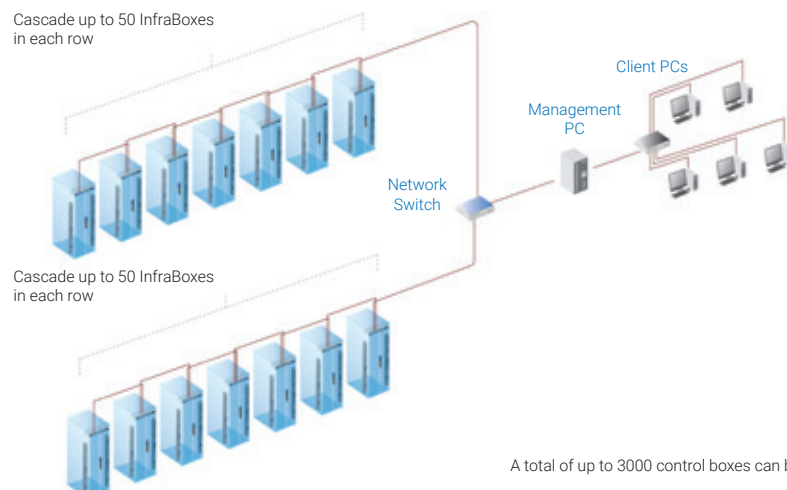 Cascade up to 50 InfraBoxes
in each row
Client PCs
Management
PC
Network
Switch
Cascade up to 50 InfraBoxes
in each row
A total of up to 3000 control boxes can